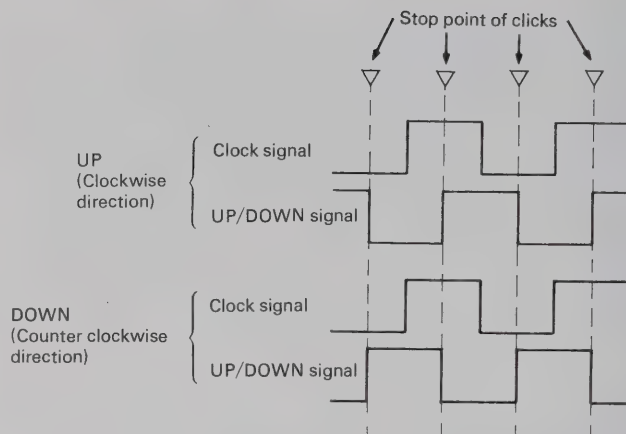 Stop point of clicks
UP
(Clockwise
direction)
Clock signal
UP/DOWN signal
DOWN
(Counter clockwise
direction)
Clock signal
UP/DOWN signal